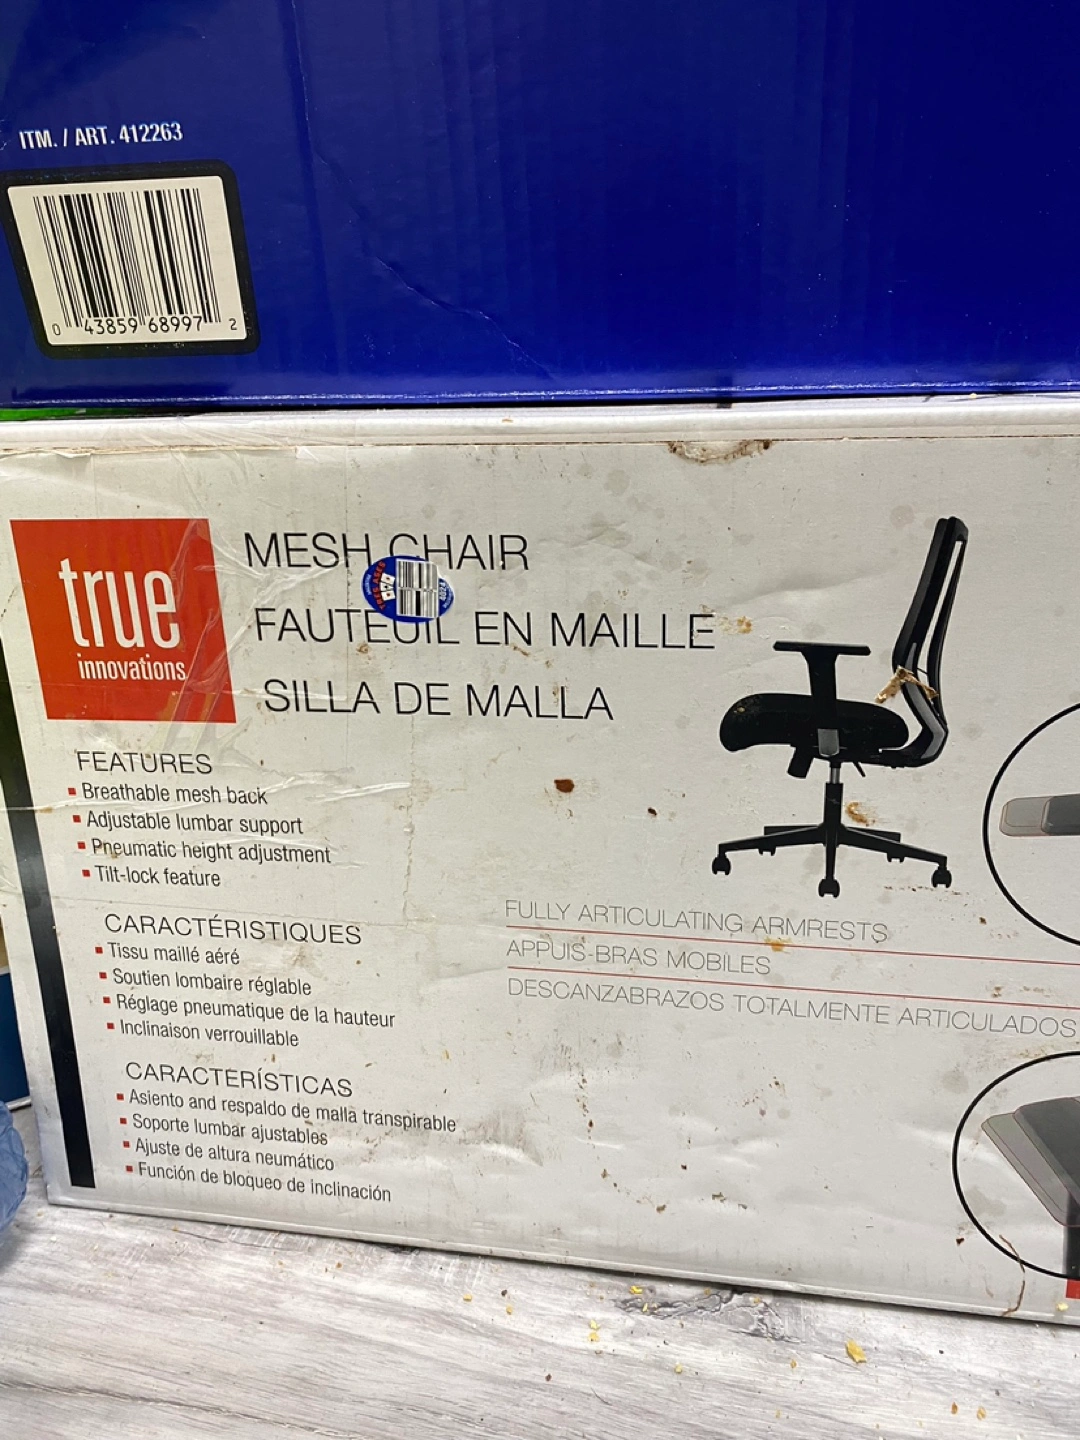 ITM. / ART. 412263
0 43859 68997 2
true
innovations
MESH CHAIR
FAUTEUIL EN MAILLE
SILLA DE MALLA
FEATURES
▪ Breathable mesh back
▪ Adjustable lumbar support
▪ Pneumatic height adjustment
▪ Tilt-lock feature
CARACTÉRISTIQUES
▪ Tissu maillé aéré
▪ Soutien lombaire réglable
▪ Réglage pneumatique de la hauteur
▪ Inclinaison verrouillable
CARACTERÍSTICAS
▪ Asiento and respaldo de malla transpirable
▪ Soporte lumbar ajustables
▪ Ajuste de altura neumático
▪ Función de bloqueo de inclinación
FULLY ARTICULATING ARMRESTS
APPUIS-BRAS MOBILES
DESCANZABRAZOS TOTALMENTE ARTICULADOS